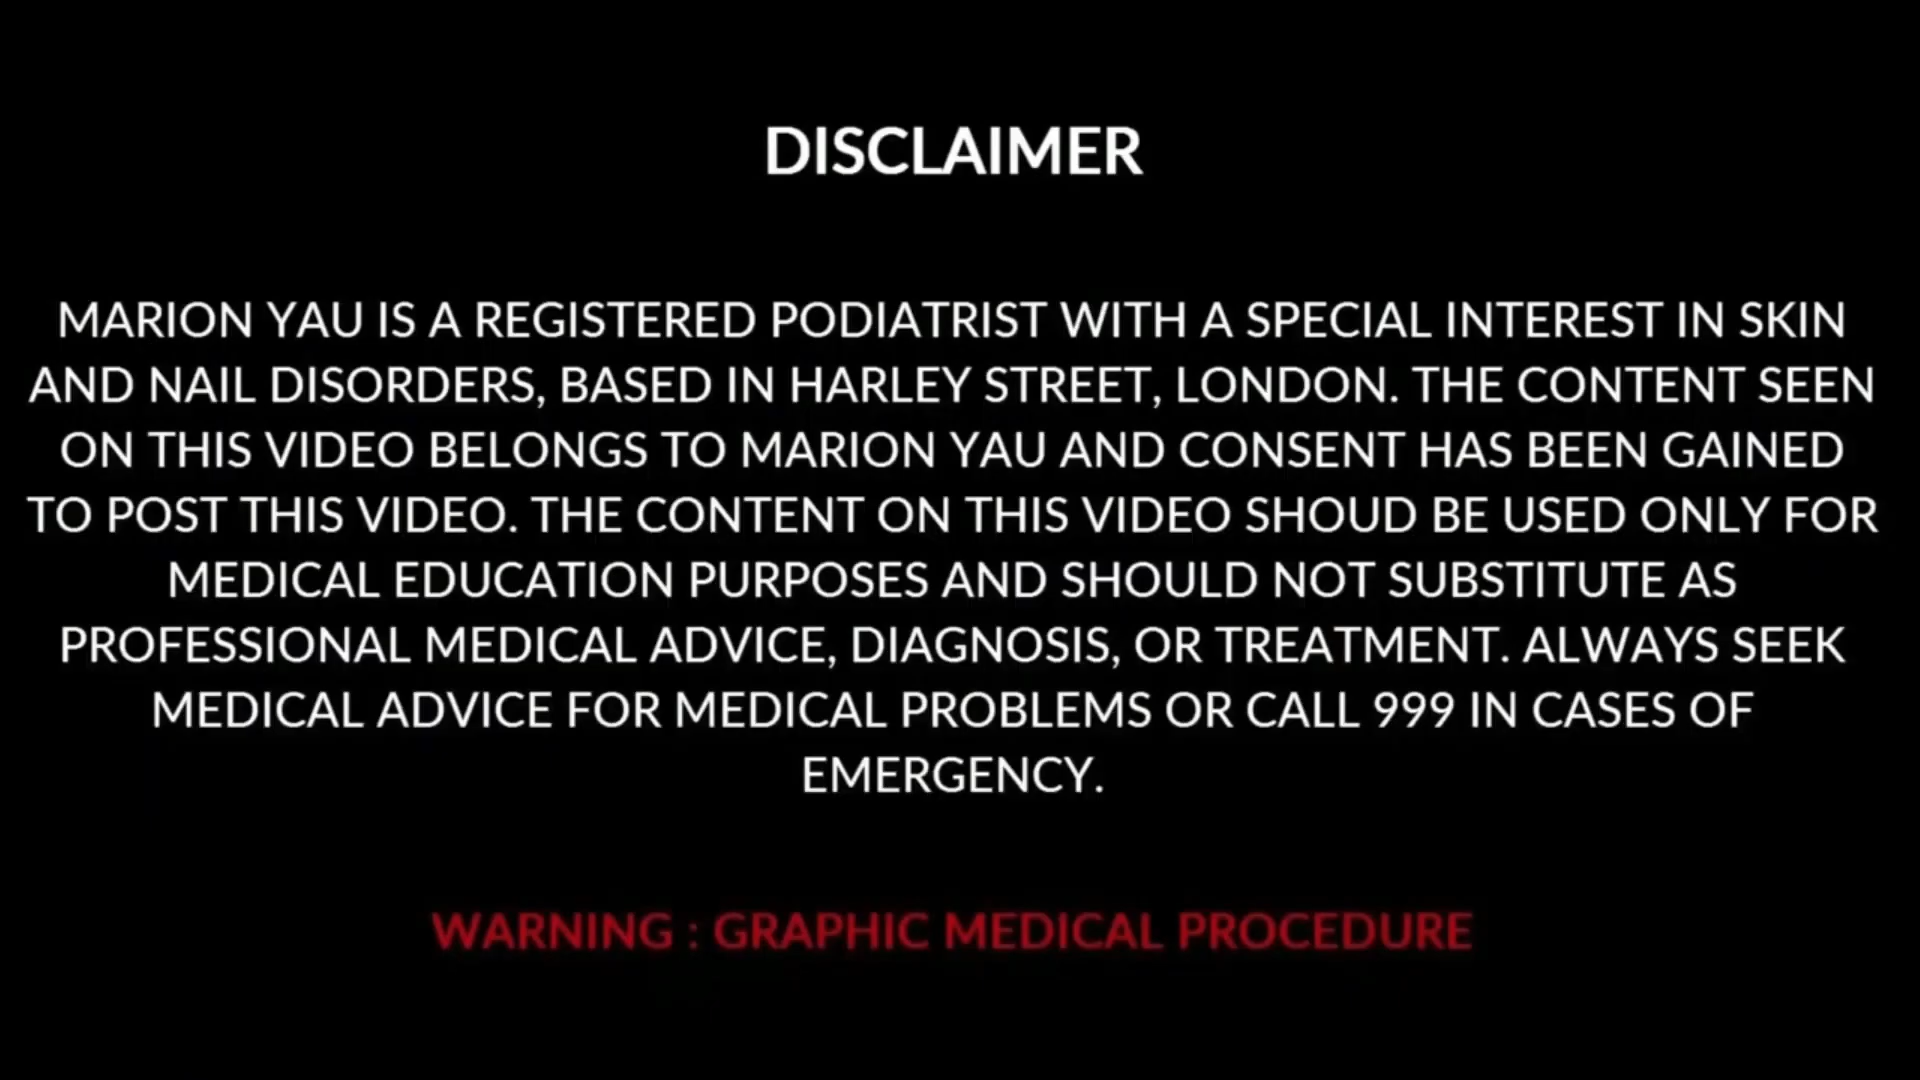 DISCLAIMER
MARION YAU IS A REGISTERED PODIATRIST WITH A SPECIAL INTEREST IN SKIN
AND NAIL DISORDERS, BASED IN HARLEY STREET, LONDON. THE CONTENT SEEN
ON THIS VIDEO BELONGS TO MARION YAU AND CONSENT HAS BEEN GAINED
TO POST THIS VIDEO. THE CONTENT ON THIS VIDEO SHOUD BE USED ONLY FOR
MEDICAL EDUCATION PURPOSES AND SHOULD NOT SUBSTITUTE AS
PROFESSIONAL MEDICAL ADVICE, DIAGNOSIS, OR TREATMENT. ALWAYS SEEK
MEDICAL ADVICE FOR MEDICAL PROBLEMS OR CALL 999 IN CASES OF
EMERGENCY.
WARNING : GRAPHIC MEDICAL PROCEDURE